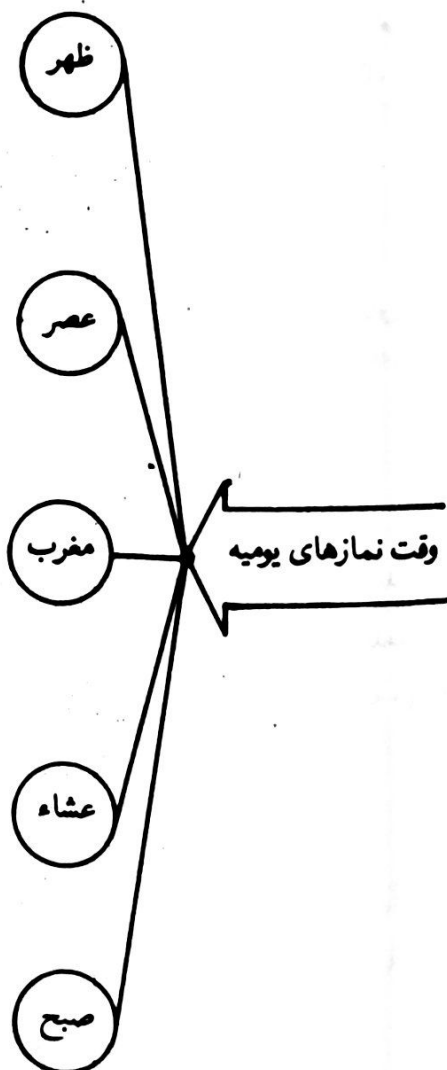 وقت نمازهای یومیه
ظهر
عصر
مغرب
عشاء
صبح